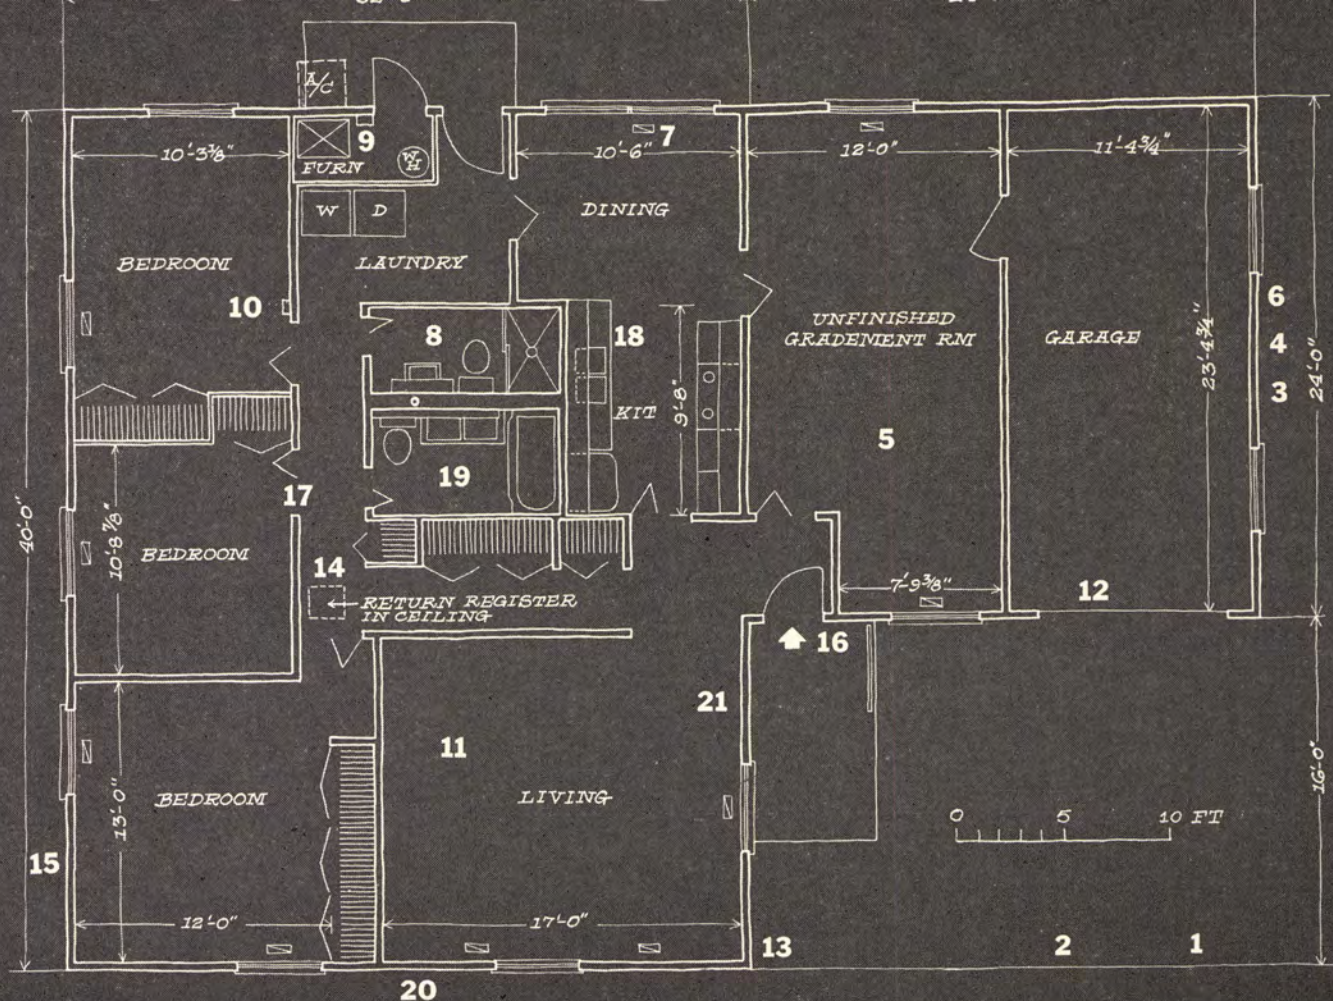 A/C
9
7
10'-3⅜"
FURN
WH
10'-6"
12'-0"
11'-4¾"
W
D
DINING
BEDROOM
LAUNDRY
10
8
18
UNFINISHED
GRADEMENT RM
GARAGE
6
4
3
23'-4¾"
24'-0"
KIT
9'-8"
5
19
17
40'-0"
10'-8⅞"
BEDROOM
14
RETURN REGISTER
IN CEILING
7'-9⅜"
12
16
21
11
BEDROOM
LIVING
13'-0"
15
0 5 10 FT
16'-0"
12'-0"
17'-0"
13
2
1
20